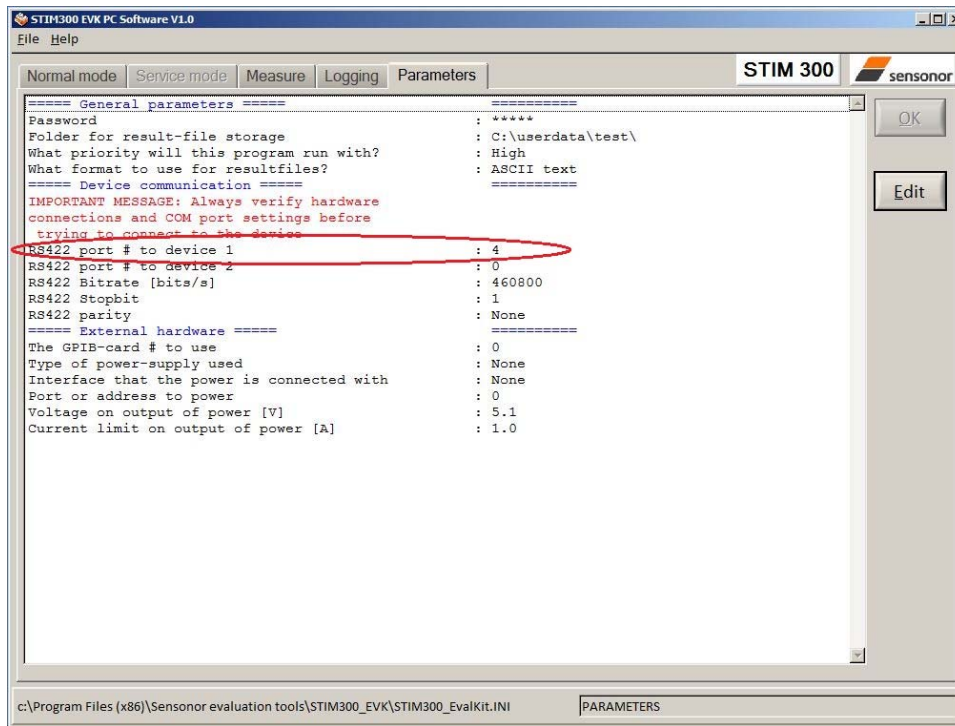 STIM300 EVK PC Software V1.0
File Help
Normal mode Service mode Measure Logging Parameters STIM 300 sensonor
===== General parameters ===== ==========
Password : *****
Folder for result-file storage : C:\userdata\test\
What priority will this program run with? : High
What format to use for resultfiles? : ASCII text
===== Device communication ===== ==========
IMPORTANT MESSAGE: Always verify hardware
connections and COM port settings before
trying to connect to the device
RS422 port # to device 1 : 4
RS422 port # to device 2 : 0
RS422 Bitrate [bits/s] : 460800
RS422 Stopbit : 1
RS422 parity : None
===== External hardware ===== ==========
The GPIB-card # to use : 0
Type of power-supply used : None
Interface that the power is connected with : None
Port or address to power : 0
Voltage on output of power [V] : 5.1
Current limit on output of power [A] : 1.0
OK
Edit
c:\Program Files (x86)\Sensonor evaluation tools\STIM300_EVK\STIM300_EvalKit.INI PARAMETERS